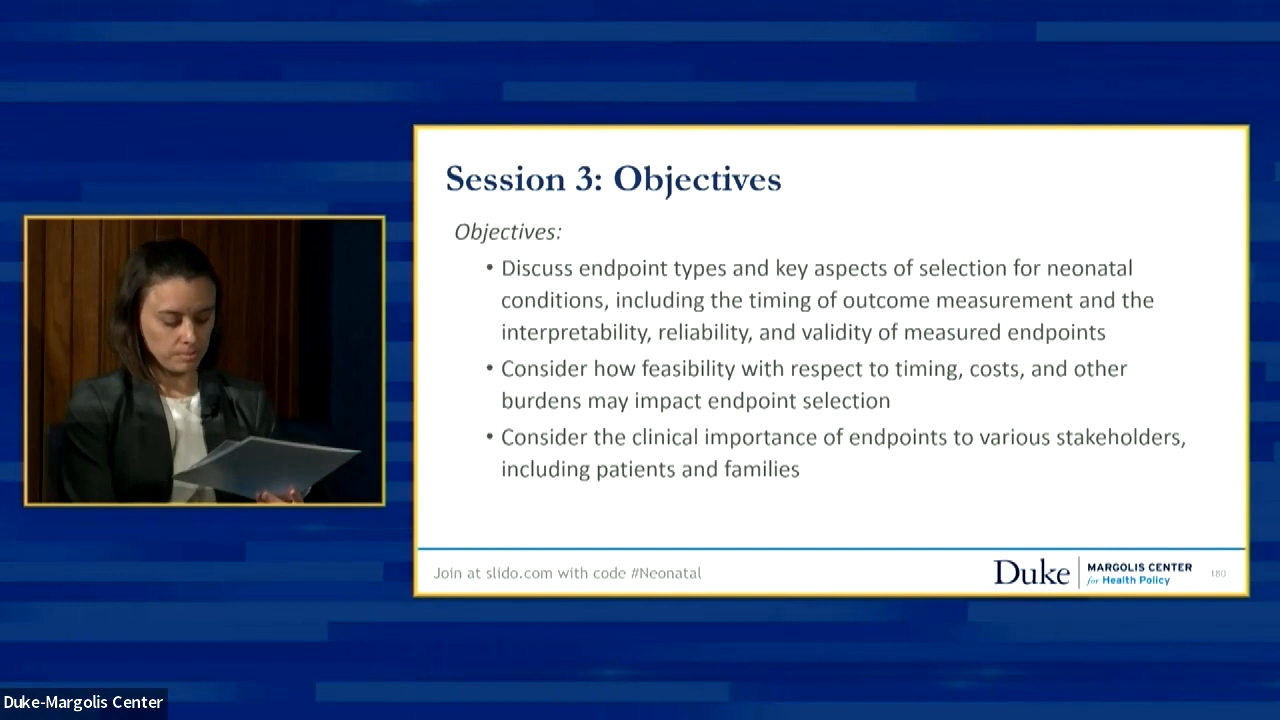 Session 3: Objectives
Objectives:
• Discuss endpoint types and key aspects of selection for neonatal
conditions, including the timing of outcome measurement and the
interpretability, reliability, and validity of measured endpoints
• Consider how feasibility with respect to timing, costs, and other
burdens may impact endpoint selection
• Consider the clinical importance of endpoints to various stakeholders,
including patients and families
Join at slido.com with code #Neonatal
Duke
MARGOLIS CENTER
for Health Policy
180
Duke-Margolis Center